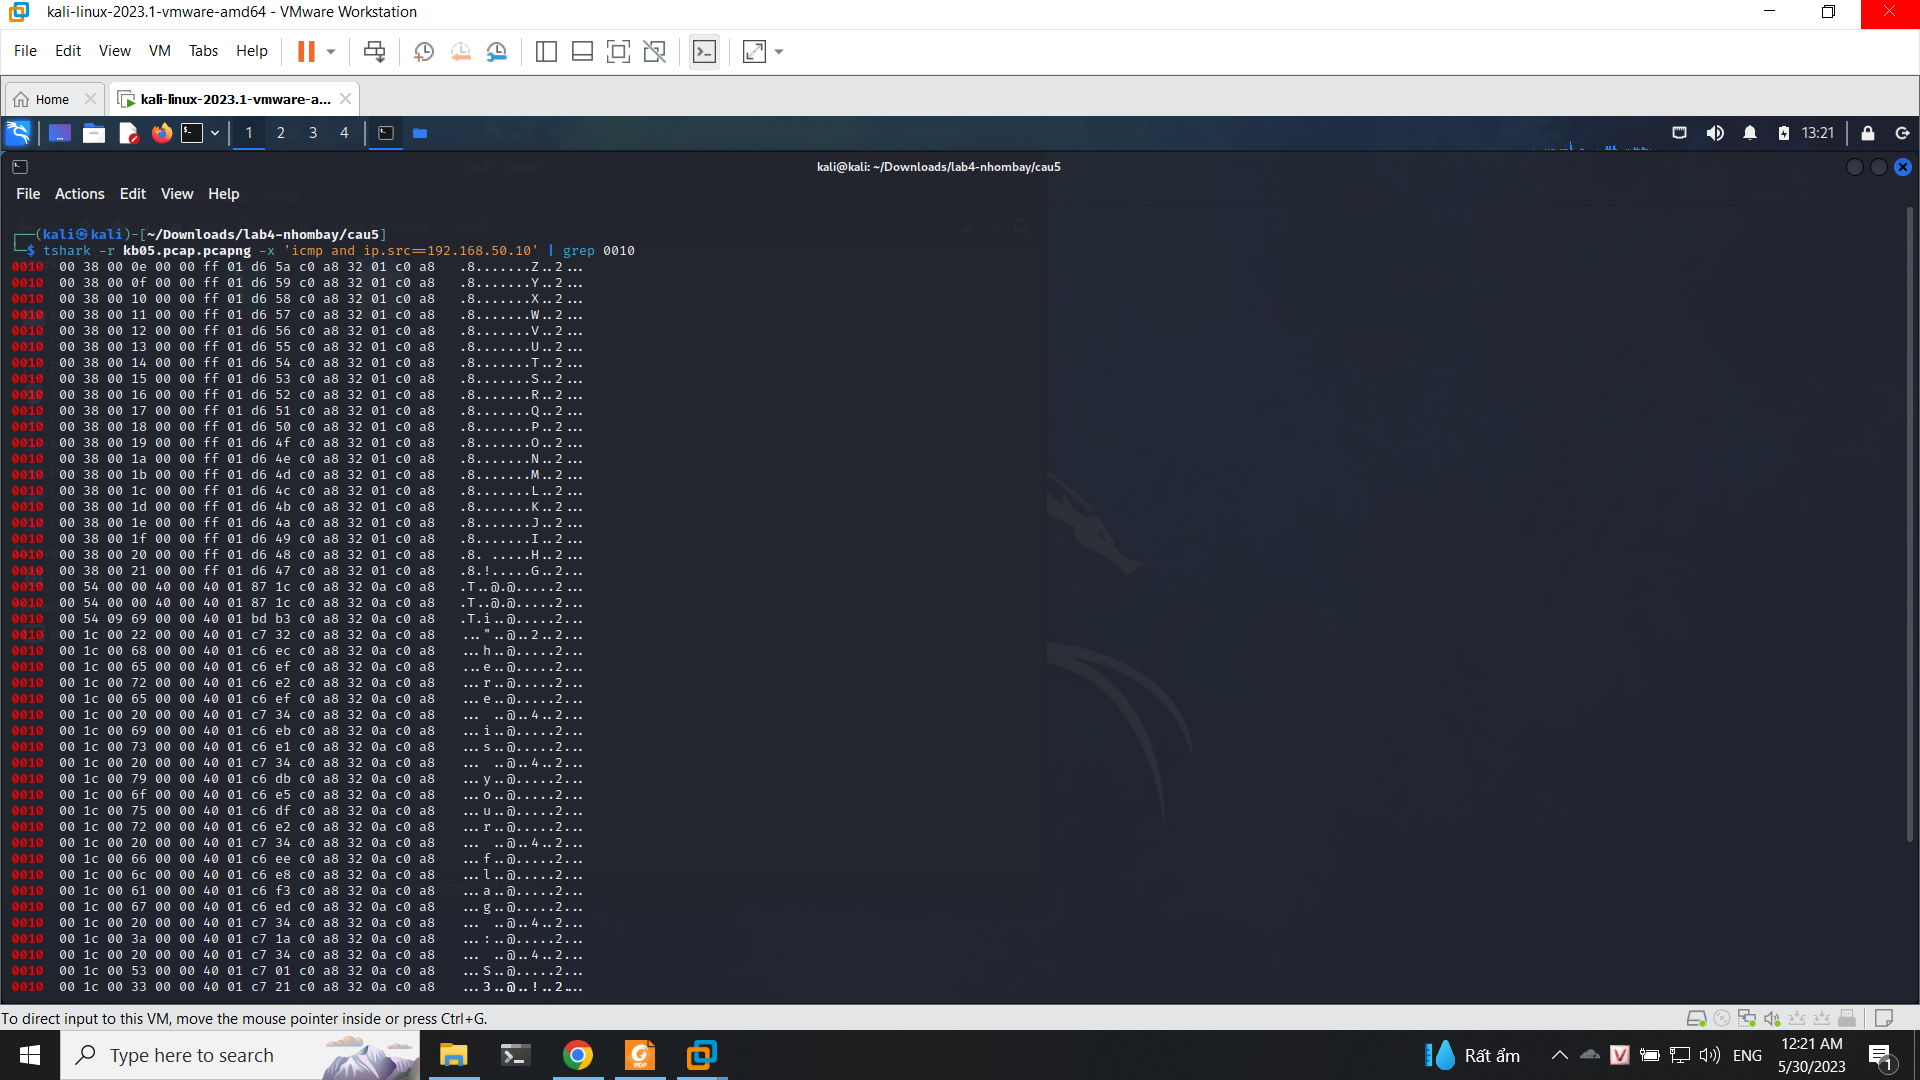 kali-linux-2023.1-vmware-amd64 - VMware Workstation
File Edit View VM Tabs Help
Home kali-linux-2023.1-vmware-a...
1 2 3 4 13:21
kali@kali: ~/Downloads/lab4-nhombay/cau5
File Actions Edit View Help
┌──(kali㉿kali)-[~/Downloads/lab4-nhombay/cau5]
└─$ tshark -r kb05.pcap.pcapng -x 'icmp and ip.src==192.168.50.10' | grep 0010
0010 00 38 00 0e 00 00 ff 01 d6 5a c0 a8 32 01 c0 a8 .8.......Z..2...
0010 00 38 00 0f 00 00 ff 01 d6 59 c0 a8 32 01 c0 a8 .8.......Y..2...
0010 00 38 00 10 00 00 ff 01 d6 58 c0 a8 32 01 c0 a8 .8.......X..2...
0010 00 38 00 11 00 00 ff 01 d6 57 c0 a8 32 01 c0 a8 .8.......W..2...
0010 00 38 00 12 00 00 ff 01 d6 56 c0 a8 32 01 c0 a8 .8.......V..2...
0010 00 38 00 13 00 00 ff 01 d6 55 c0 a8 32 01 c0 a8 .8.......U..2...
0010 00 38 00 14 00 00 ff 01 d6 54 c0 a8 32 01 c0 a8 .8.......T..2...
0010 00 38 00 15 00 00 ff 01 d6 53 c0 a8 32 01 c0 a8 .8.......S..2...
0010 00 38 00 16 00 00 ff 01 d6 52 c0 a8 32 01 c0 a8 .8.......R..2...
0010 00 38 00 17 00 00 ff 01 d6 51 c0 a8 32 01 c0 a8 .8.......Q..2...
0010 00 38 00 18 00 00 ff 01 d6 50 c0 a8 32 01 c0 a8 .8.......P..2...
0010 00 38 00 19 00 00 ff 01 d6 4f c0 a8 32 01 c0 a8 .8.......O..2...
0010 00 38 00 1a 00 00 ff 01 d6 4e c0 a8 32 01 c0 a8 .8.......N..2...
0010 00 38 00 1b 00 00 ff 01 d6 4d c0 a8 32 01 c0 a8 .8.......M..2...
0010 00 38 00 1c 00 00 ff 01 d6 4c c0 a8 32 01 c0 a8 .8.......L..2...
0010 00 38 00 1d 00 00 ff 01 d6 4b c0 a8 32 01 c0 a8 .8.......K..2...
0010 00 38 00 1e 00 00 ff 01 d6 4a c0 a8 32 01 c0 a8 .8.......J..2...
0010 00 38 00 1f 00 00 ff 01 d6 49 c0 a8 32 01 c0 a8 .8.......I..2...
0010 00 38 00 20 00 00 ff 01 d6 48 c0 a8 32 01 c0 a8 .8. .....H..2...
0010 00 38 00 21 00 00 ff 01 d6 47 c0 a8 32 01 c0 a8 .8.!.....G..2...
0010 00 54 00 00 40 00 40 01 87 1c c0 a8 32 0a c0 a8 .T..@.@.....2...
0010 00 54 00 00 40 00 40 01 87 1c c0 a8 32 0a c0 a8 .T..@.@.....2...
0010 00 54 09 69 00 00 40 01 bd b3 c0 a8 32 0a c0 a8 .T.i..@.....2...
0010 00 1c 00 22 00 00 40 01 c7 32 c0 a8 32 0a c0 a8 ..."..@..2..2...
0010 00 1c 00 68 00 00 40 01 c6 ec c0 a8 32 0a c0 a8 ...h..@.....2...
0010 00 1c 00 65 00 00 40 01 c6 ef c0 a8 32 0a c0 a8 ...e..@.....2...
0010 00 1c 00 72 00 00 40 01 c6 e2 c0 a8 32 0a c0 a8 ...r..@.....2...
0010 00 1c 00 65 00 00 40 01 c6 ef c0 a8 32 0a c0 a8 ...e..@.....2...
0010 00 1c 00 20 00 00 40 01 c7 34 c0 a8 32 0a c0 a8 ... ..@..4..2...
0010 00 1c 00 69 00 00 40 01 c6 eb c0 a8 32 0a c0 a8 ...i..@.....2...
0010 00 1c 00 73 00 00 40 01 c6 e1 c0 a8 32 0a c0 a8 ...s..@.....2...
0010 00 1c 00 20 00 00 40 01 c7 34 c0 a8 32 0a c0 a8 ... ..@..4..2...
0010 00 1c 00 79 00 00 40 01 c6 db c0 a8 32 0a c0 a8 ...y..@.....2...
0010 00 1c 00 6f 00 00 40 01 c6 e5 c0 a8 32 0a c0 a8 ...o..@.....2...
0010 00 1c 00 75 00 00 40 01 c6 df c0 a8 32 0a c0 a8 ...u..@.....2...
0010 00 1c 00 72 00 00 40 01 c6 e2 c0 a8 32 0a c0 a8 ...r..@.....2...
0010 00 1c 00 20 00 00 40 01 c7 34 c0 a8 32 0a c0 a8 ... ..@..4..2...
0010 00 1c 00 66 00 00 40 01 c6 ee c0 a8 32 0a c0 a8 ...f..@.....2...
0010 00 1c 00 6c 00 00 40 01 c6 e8 c0 a8 32 0a c0 a8 ...l..@.....2...
0010 00 1c 00 61 00 00 40 01 c6 f3 c0 a8 32 0a c0 a8 ...a..@.....2...
0010 00 1c 00 67 00 00 40 01 c6 ed c0 a8 32 0a c0 a8 ...g..@.....2...
0010 00 1c 00 20 00 00 40 01 c7 34 c0 a8 32 0a c0 a8 ... ..@..4..2...
0010 00 1c 00 3a 00 00 40 01 c7 1a c0 a8 32 0a c0 a8 ...:..@.....2...
0010 00 1c 00 20 00 00 40 01 c7 34 c0 a8 32 0a c0 a8 ... ..@..4..2...
0010 00 1c 00 53 00 00 40 01 c7 01 c0 a8 32 0a c0 a8 ...S..@.....2...
0010 00 1c 00 33 00 00 40 01 c7 21 c0 a8 32 0a c0 a8 ...3..@..!..2...
To direct input to this VM, move the mouse pointer inside or press Ctrl+G.
Type here to search
Rất ẩm
ENG
12:21 AM
5/30/2023
1